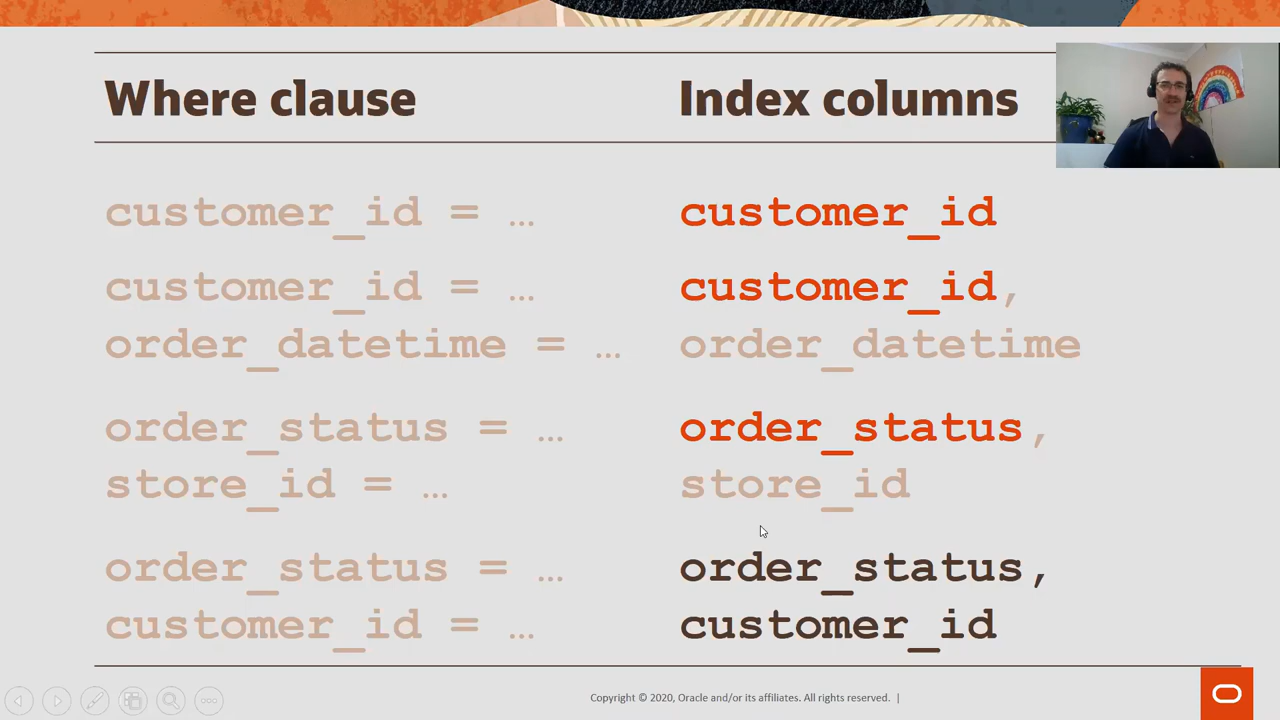 Where clause Index columns
customer_id = … customer_id
customer_id = … customer_id,
order_datetime = … order_datetime
order_status = … order_status,
store_id = … store_id
order_status = … order_status,
customer_id = … customer_id
Copyright © 2020, Oracle and/or its affiliates. All rights reserved. |